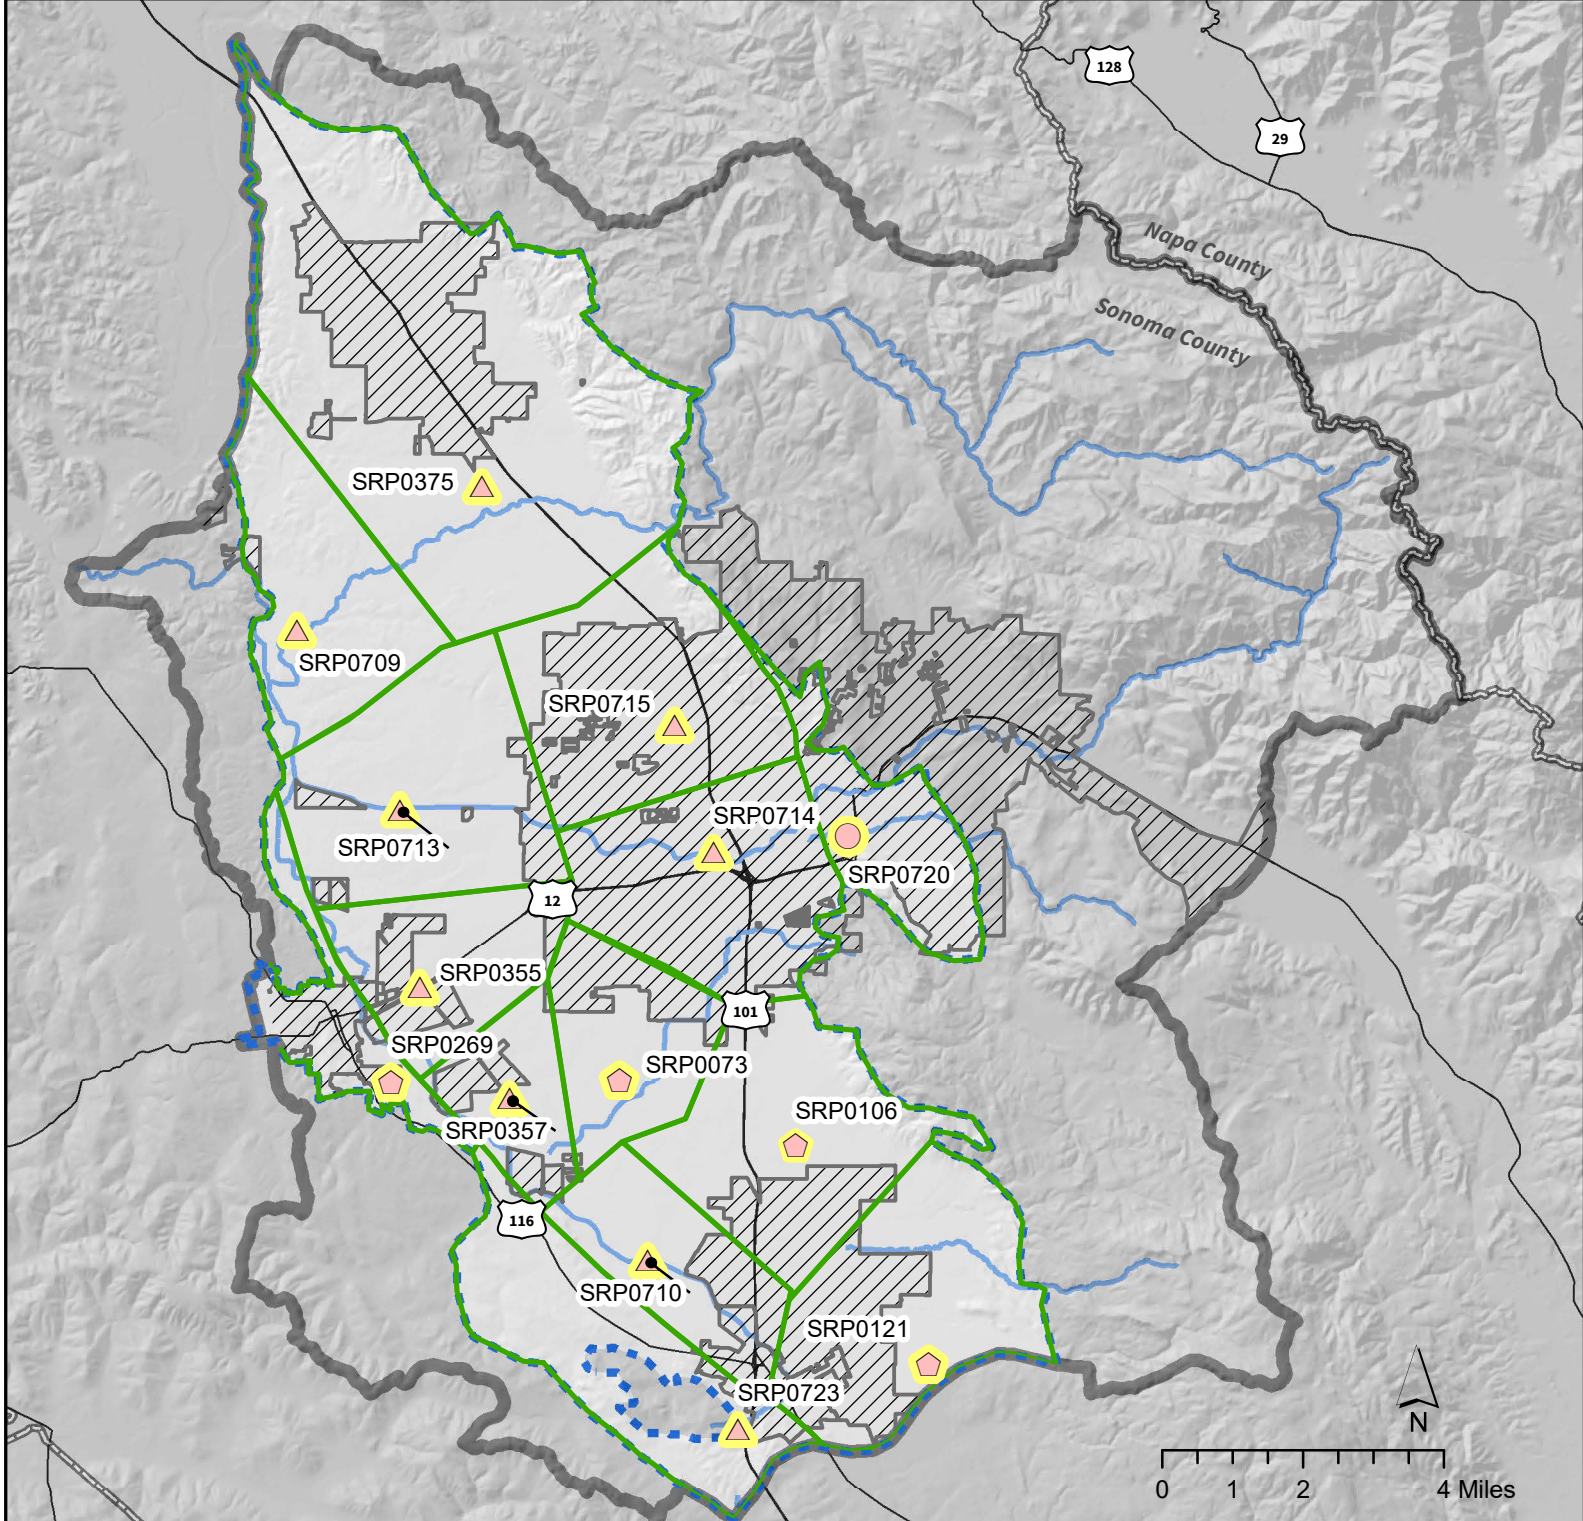 128
29
Napa County
Sonoma County
SRP0375
SRP0709
SRP0715
SRP0714
SRP0713
SRP0720
12
SRP0355
101
SRP0269
SRP0073
SRP0106
SRP0357
116
SRP0710
SRP0121
SRP0723
N
0 1 2 4 Miles